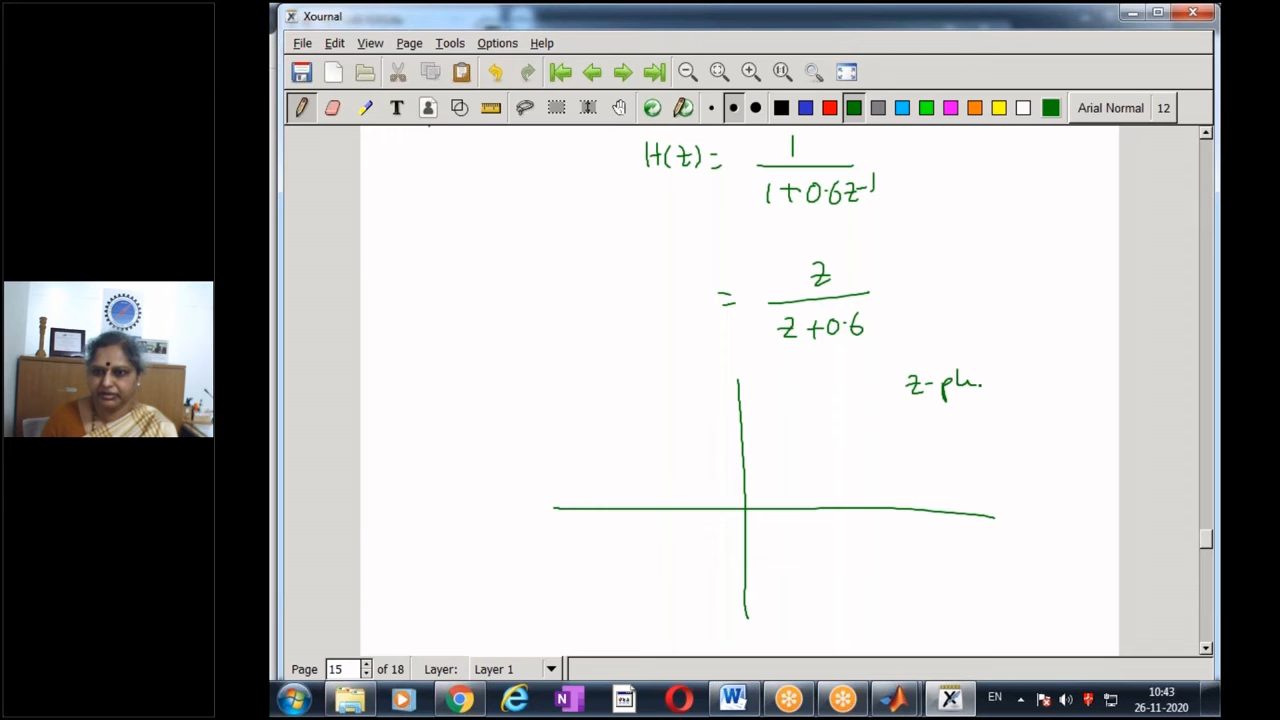 Xournal
File Edit View Page Tools Options Help
Arial Normal 12
H(z) = 1
1+0.6z-1
= z
z+0.6
z-pla.
Page 15 of 18 Layer: Layer 1
EN 10:43
26-11-2020